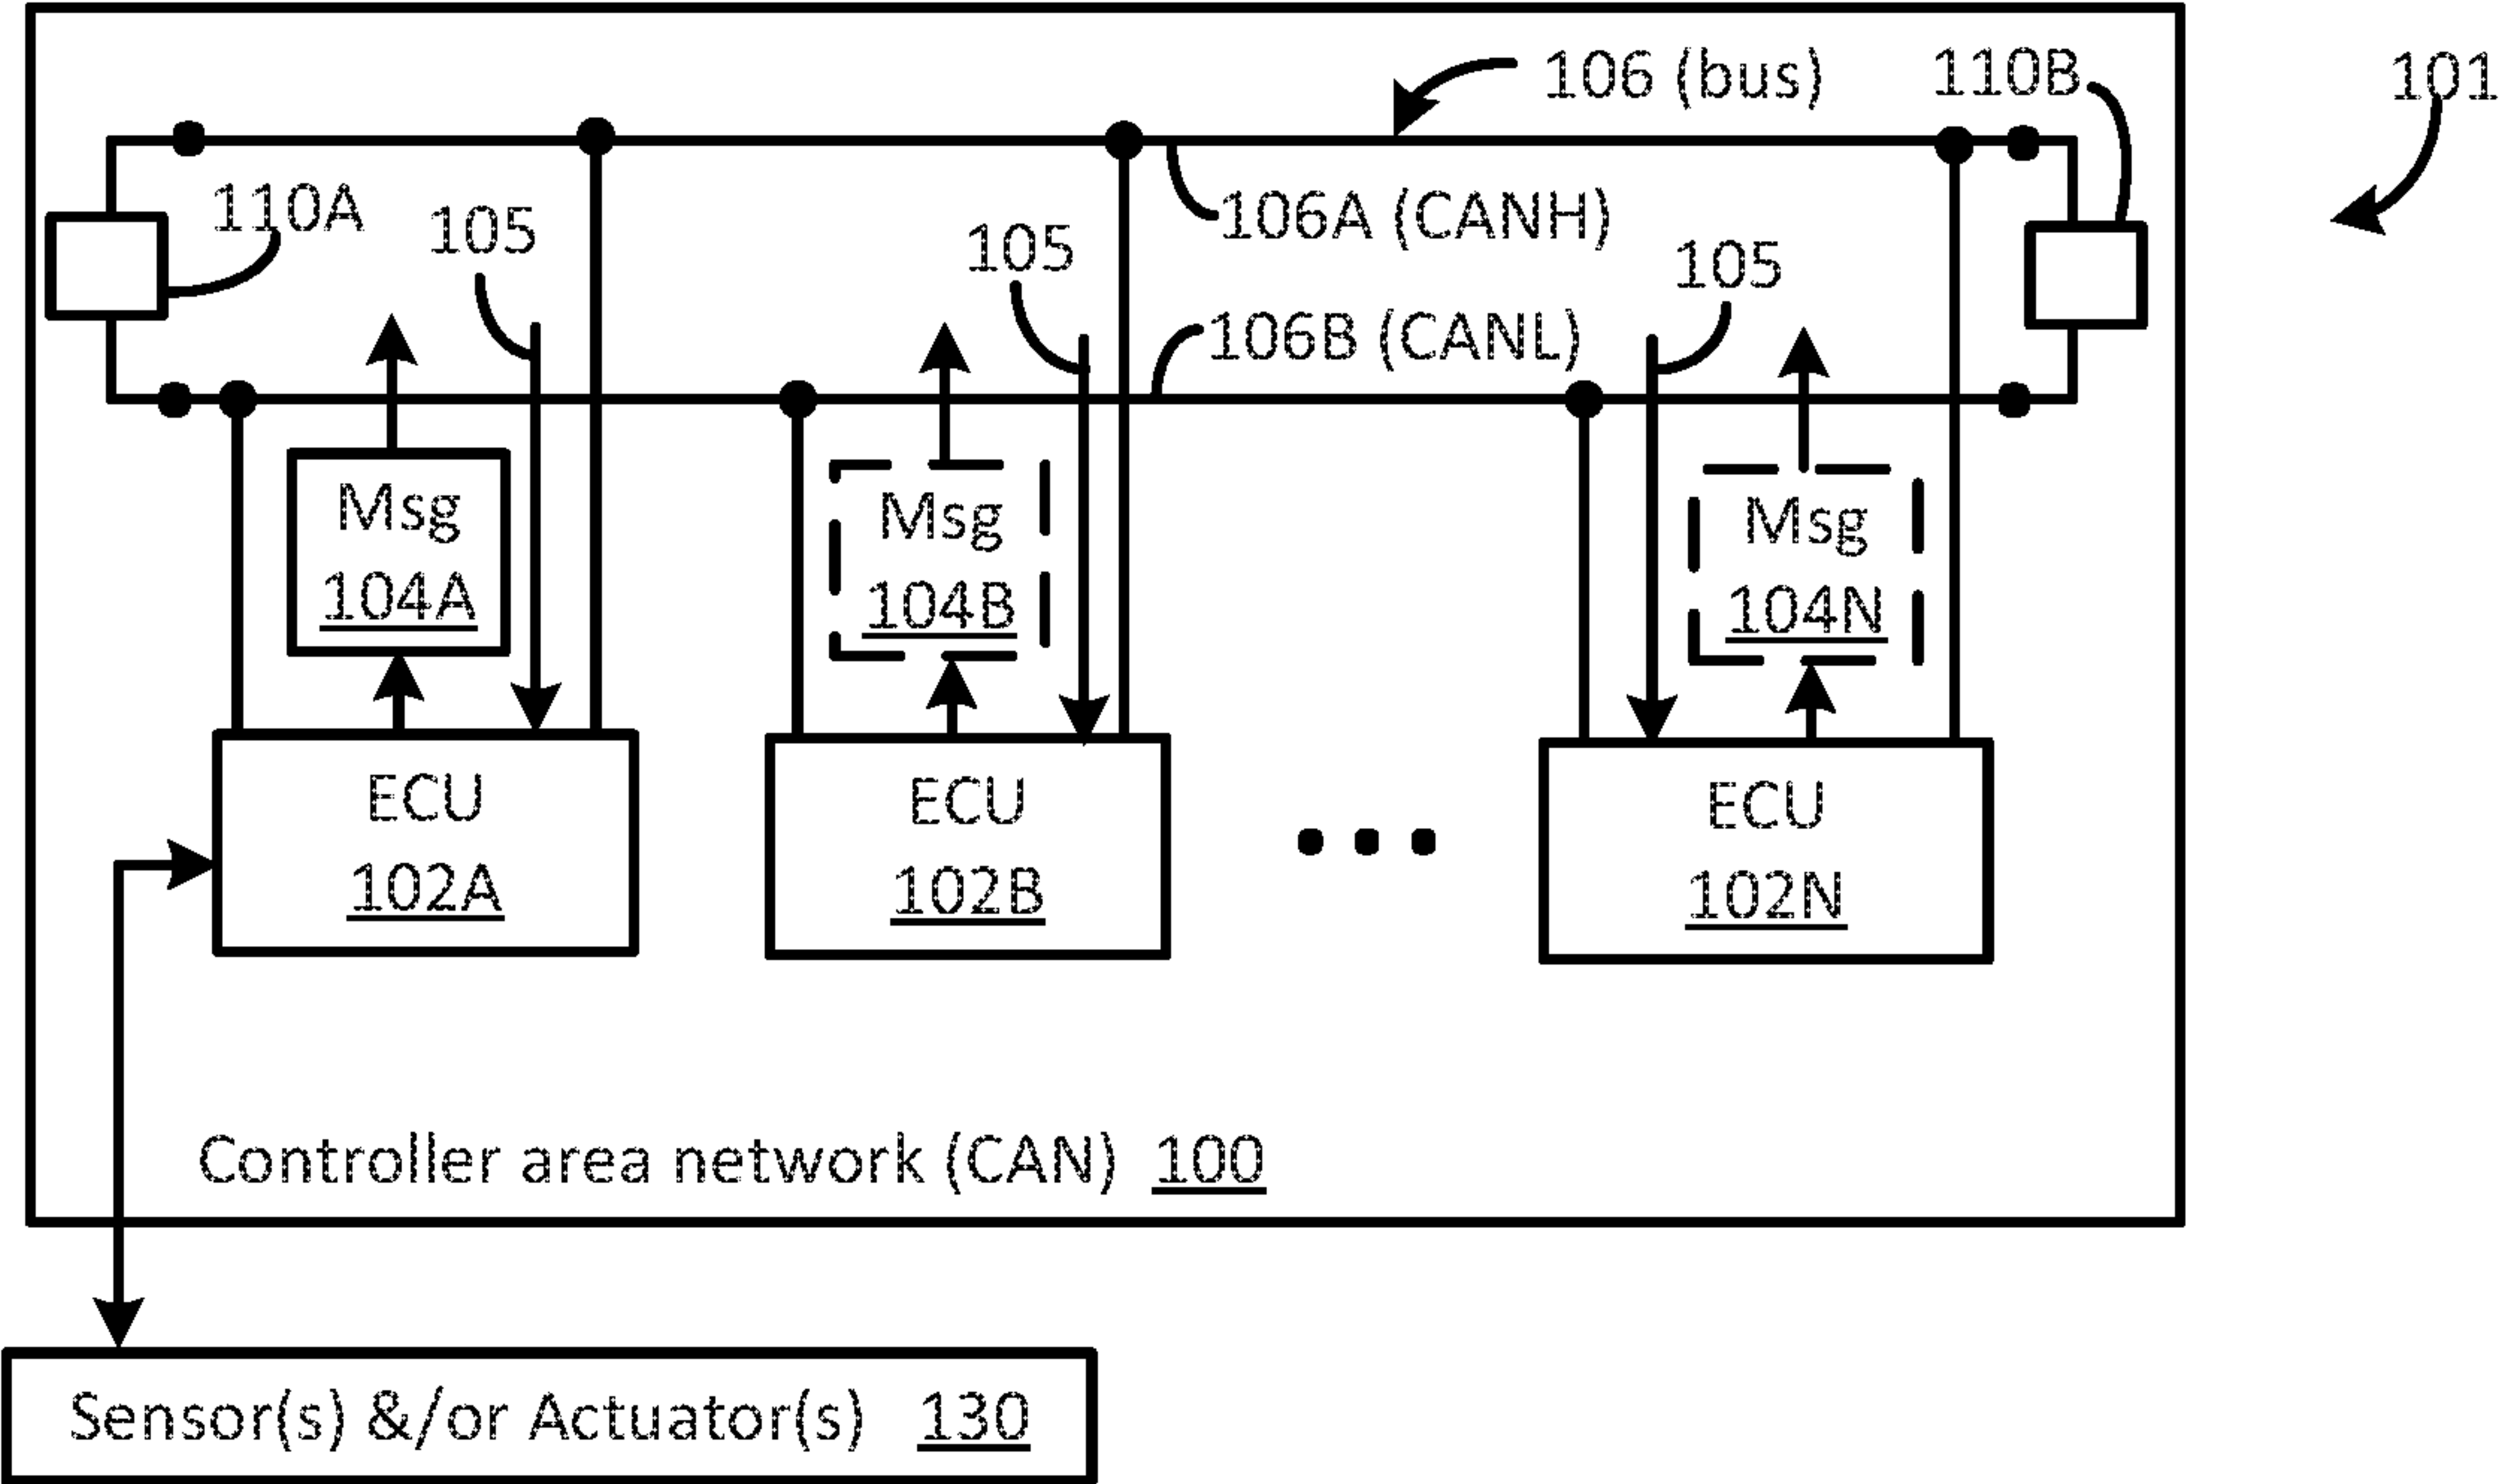 106 (bus)
110B
101
110A
105
106A (CANH)
105
105
106B (CANL)
Msg
104A
Msg
104B
Msg
104N
ECU
102A
ECU
102B
ECU
102N
Controller area network (CAN) 100
Sensor(s) &/or Actuator(s) 130